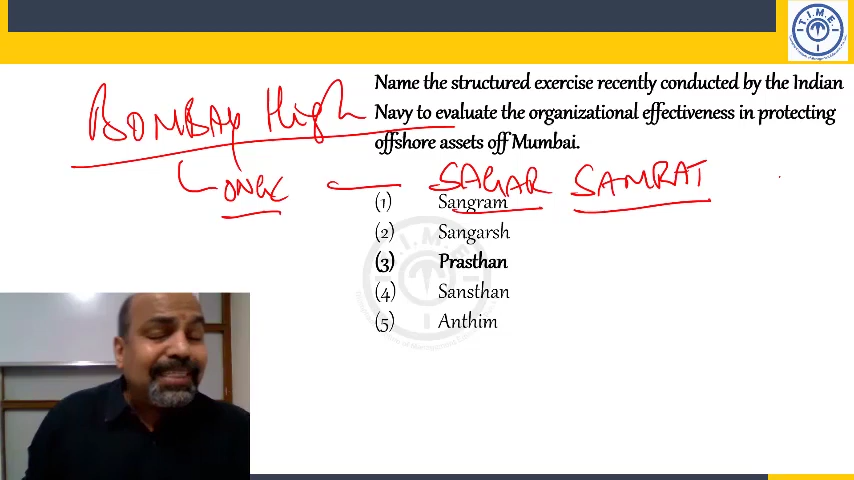 T.I.M.E.
Name the structured exercise recently conducted by the Indian
Navy to evaluate the organizational effectiveness in protecting
offshore assets off Mumbai.
BOMBAY High
ONGC — SAGAR SAMRAT
(1) Sangram
(2) Sangarsh
(3) Prasthan
(4) Sansthan
(5) Anthim
T.I.M.E.